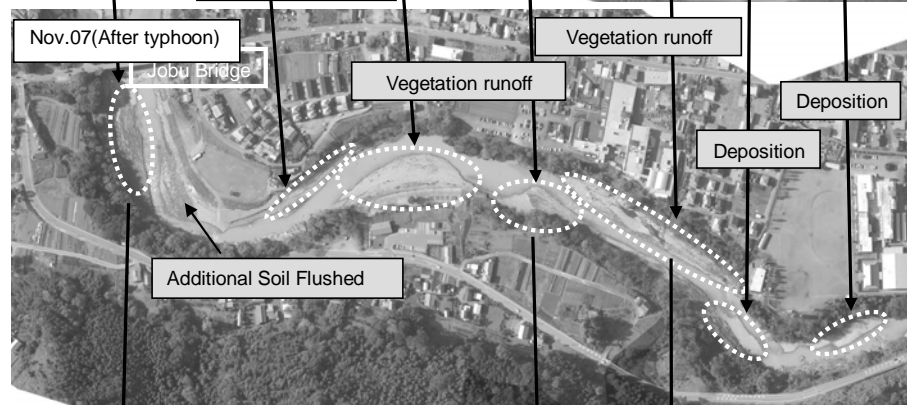 Nov.07(After typhoon)
Jobu Bridge
Vegetation runoff
Vegetation runoff
Deposition
Deposition
Additional Soil Flushed